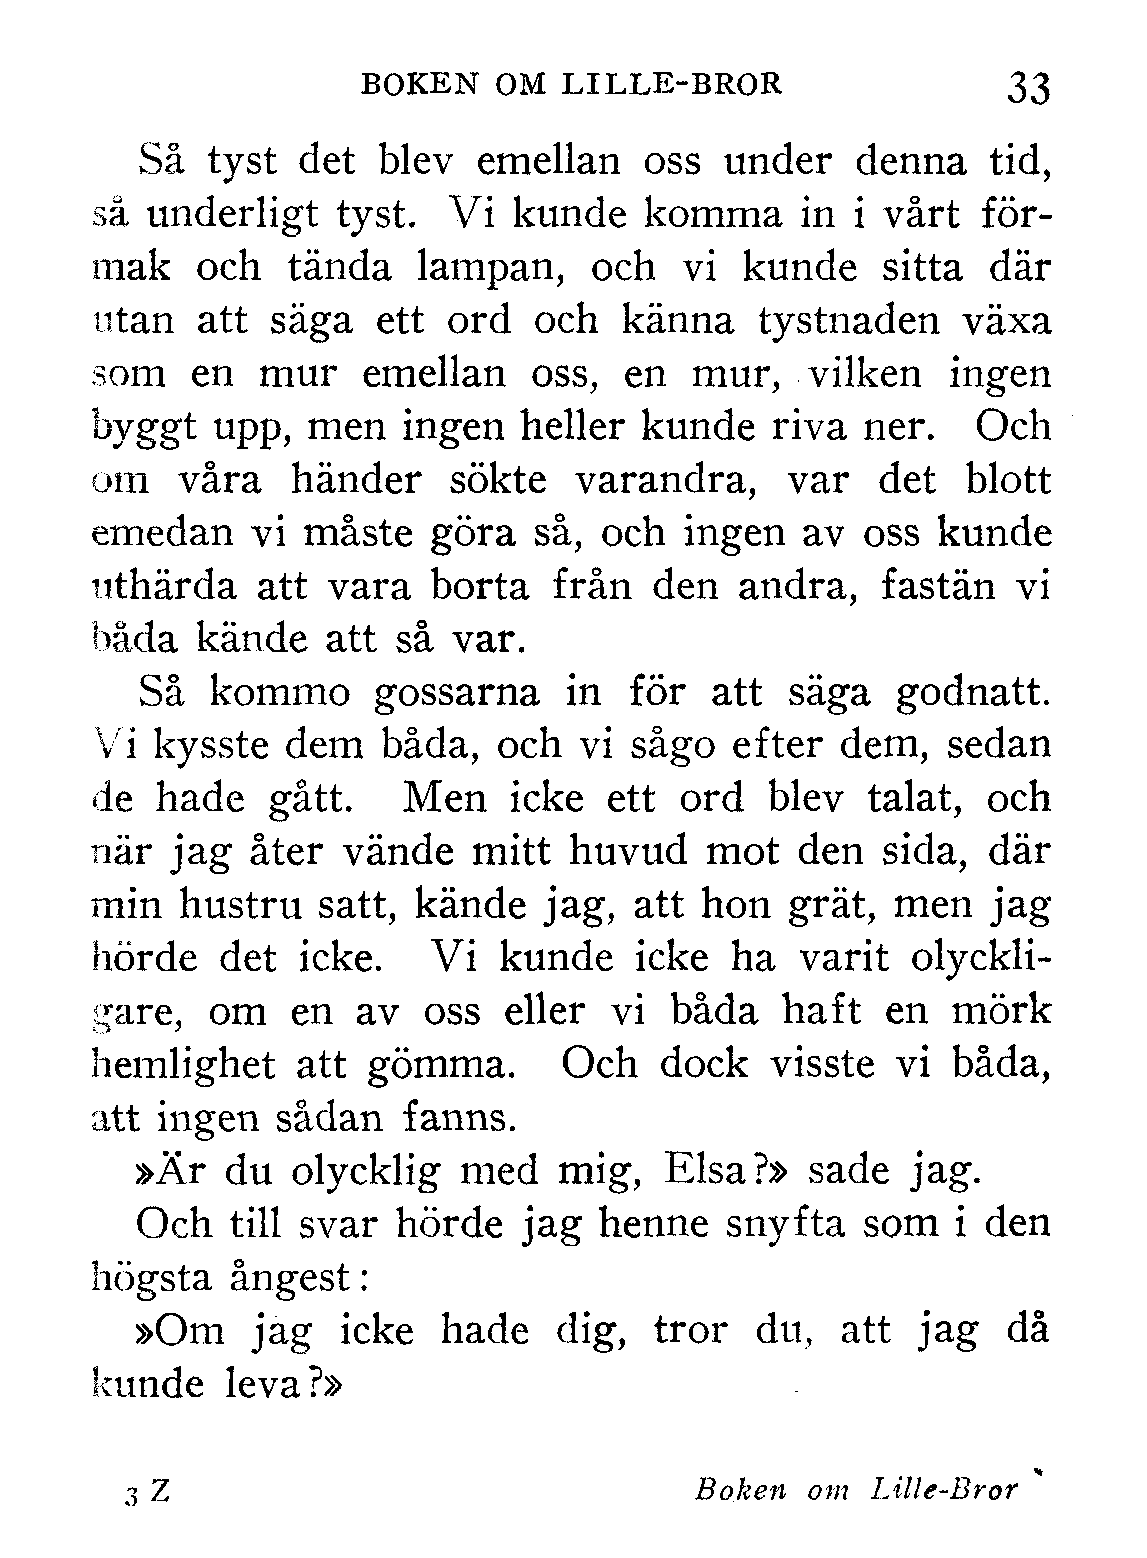 BOKEN OM LILLE-BROR 33
Så tyst det blev emellan oss under denna tid,
så underligt tyst. Vi kunde komma in i vårt för-
mak och tända lampan, och vi kunde sitta där
utan att säga ett ord och känna tystnaden växa
som en mur emellan oss, en mur, vilken ingen
byggt upp, men ingen heller kunde riva ner. Och
om våra händer sökte varandra, var det blott
emedan vi måste göra så, och ingen av oss kunde
uthärda att vara borta från den andra, fastän vi
båda kände att så var.
Så kommo gossarna in för att säga godnatt.
Vi kysste dem båda, och vi sågo efter dem, sedan
de hade gått. Men icke ett ord blev talat, och
när jag åter vände mitt huvud mot den sida, där
min hustru satt, kände jag, att hon grät, men jag
hörde det icke. Vi kunde icke ha varit olyckli-
gare, om en av oss eller vi båda haft en mörk
hemlighet att gömma. Och dock visste vi båda,
att ingen sådan fanns.
»Är du olycklig med mig, Elsa?» sade jag.
Och till svar hörde jag henne snyfta som i den
högsta ångest:
»Om jag icke hade dig, tror du, att jag då
kunde leva?»
3 Z Boken om Lille-Bror